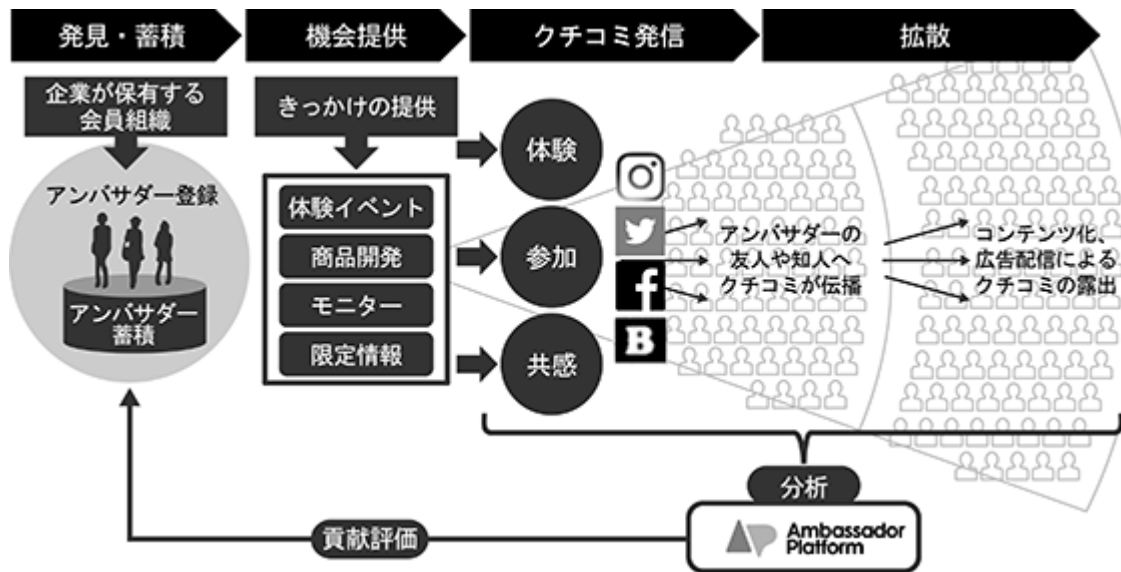 発見・蓄積
機会提供
クチコミ発信
拡散
企業が保有する
会員組織
きっかけの提供
アンバサダー登録
アンバサダー
蓄積
体験イベント
商品開発
モニター
限定情報
体験
参加
共感
B
アンバサダーの
友人や知人へ
クチコミが伝播
コンテンツ化、
広告配信による
クチコミの露出
分析
Ambassador
Platform
貢献評価